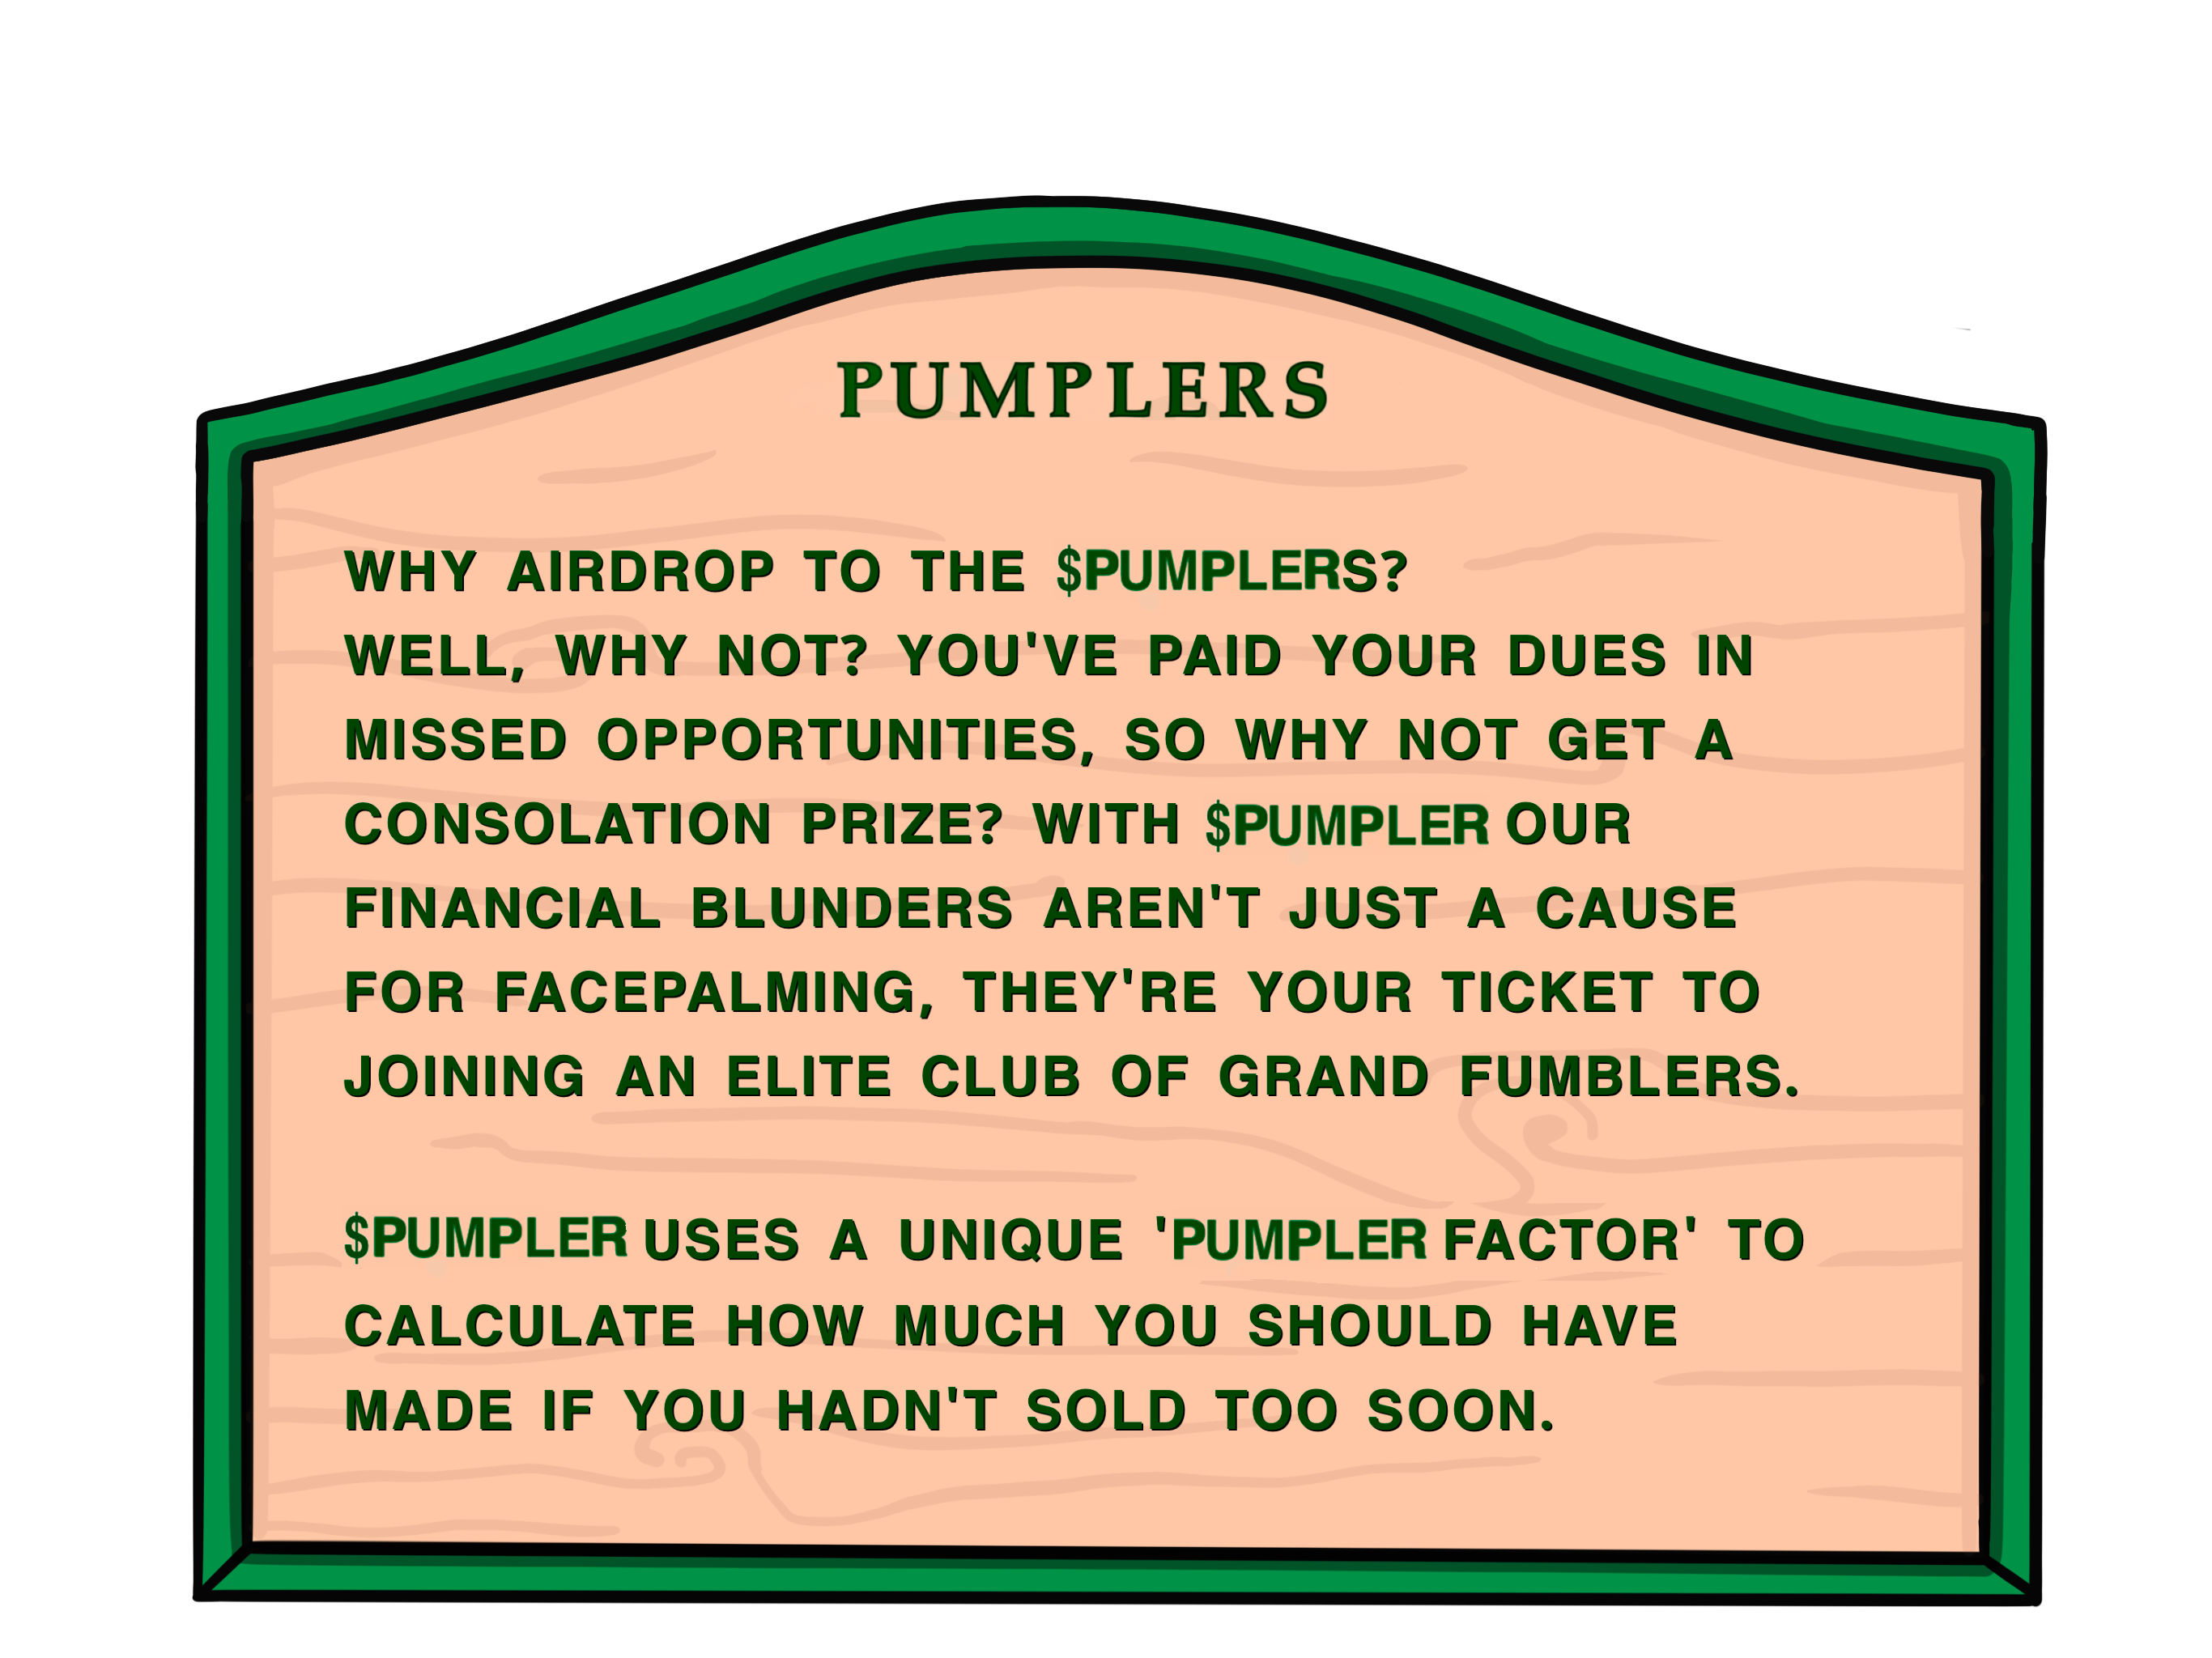 PUMPLERS
WHY AIRDROP TO THE $PUMPLERS?
WELL, WHY NOT? YOU'VE PAID YOUR DUES IN
MISSED OPPORTUNITIES, SO WHY NOT GET A
CONSOLATION PRIZE? WITH $PUMPLER OUR
FINANCIAL BLUNDERS AREN'T JUST A CAUSE
FOR FACEPALMING, THEY'RE YOUR TICKET TO
JOINING AN ELITE CLUB OF GRAND FUMBLERS.
$PUMPLER USES A UNIQUE 'PUMPLER FACTOR' TO
CALCULATE HOW MUCH YOU SHOULD HAVE
MADE IF YOU HADN'T SOLD TOO SOON.